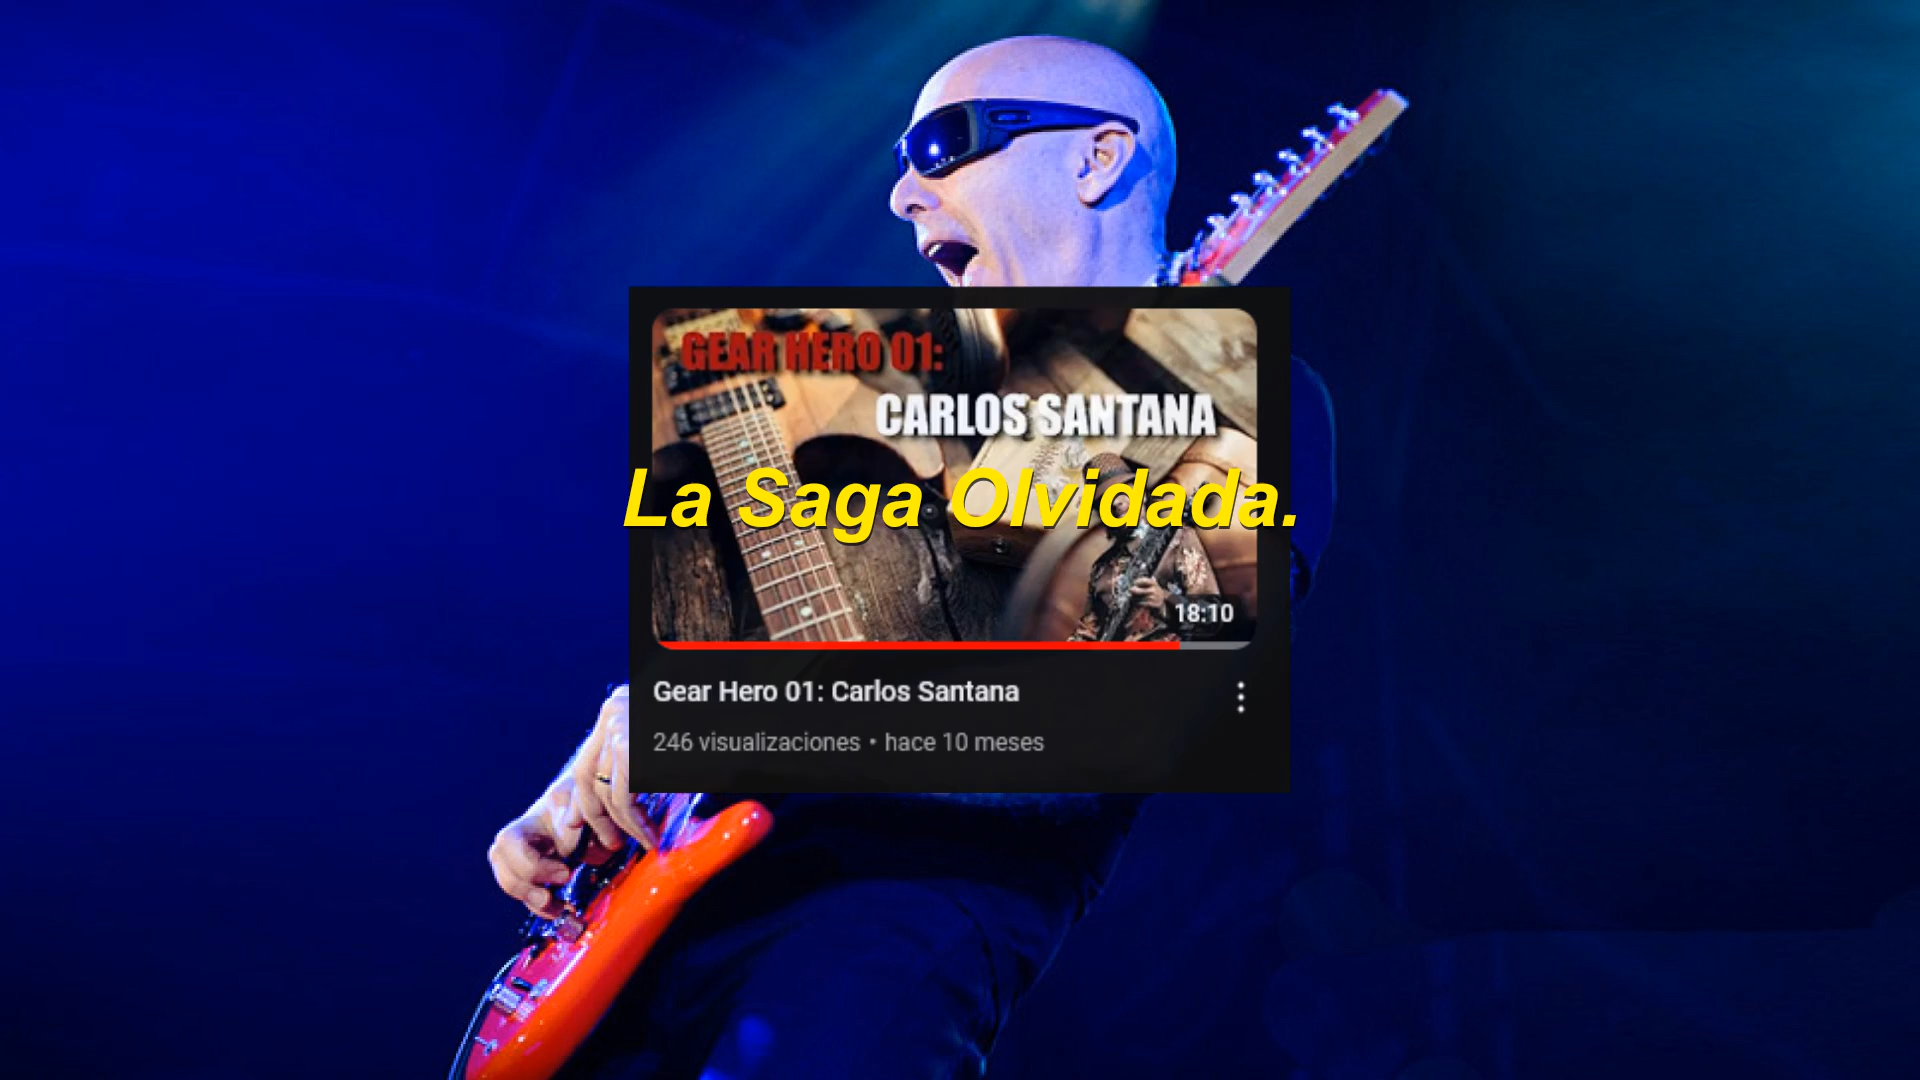 GEAR HERO 01:
CARLOS SANTANA
La Saga Olvidada.
18:10
Gear Hero 01: Carlos Santana
246 visualizaciones • hace 10 meses